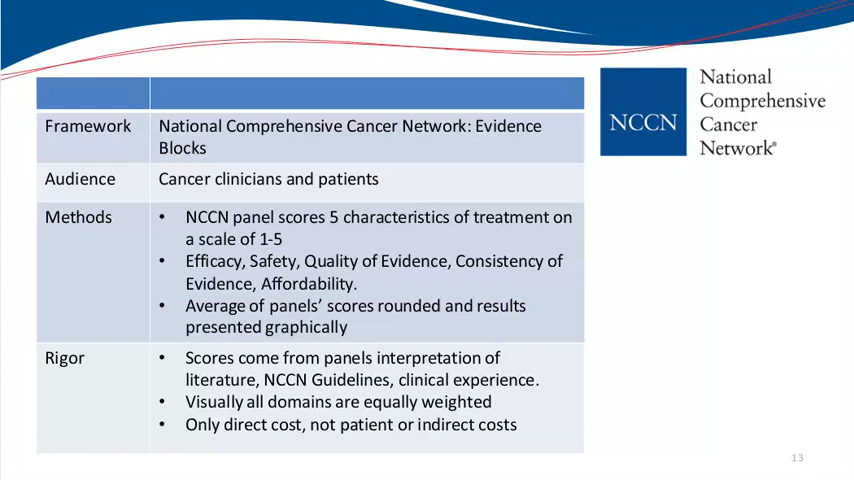 Framework
National Comprehensive Cancer Network: Evidence
Blocks
Audience
Cancer clinicians and patients
Methods
• NCCN panel scores 5 characteristics of treatment on
a scale of 1-5
• Efficacy, Safety, Quality of Evidence, Consistency of
Evidence, Affordability.
• Average of panels’ scores rounded and results
presented graphically
Rigor
• Scores come from panels interpretation of
literature, NCCN Guidelines, clinical experience.
• Visually all domains are equally weighted
• Only direct cost, not patient or indirect costs
NCCN
National
Comprehensive
Cancer
Network®
13